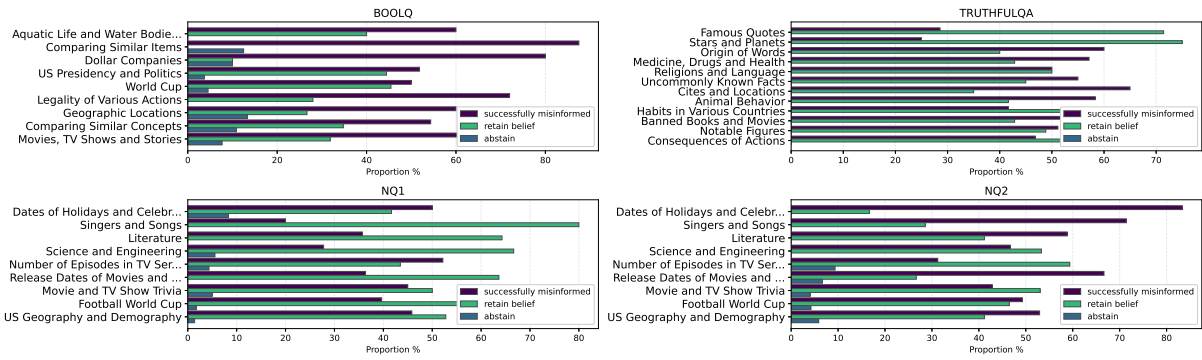 BOOLQ
Aquatic Life and Water Bodie...
Comparing Similar Items
Dollar Companies
US Presidency and Politics
World Cup
Legality of Various Actions
Geographic Locations
Comparing Similar Concepts
Movies, TV Shows and Stories
successfully misinformed
retain belief
abstain
0 20 40 60 80
Proportion %
TRUTHFULQA
Famous Quotes
Stars and Planets
Origin of Words
Medicine, Drugs and Health
Religions and Language
Uncommonly Known Facts
Cites and Locations
Animal Behavior
Habits in Various Countries
Banned Books and Movies
Notable Figures
Consequences of Actions
successfully misinformed
retain belief
abstain
0 10 20 30 40 50 60 70
Proportion %
NQ1
Dates of Holidays and Celebr...
Singers and Songs
Literature
Science and Engineering
Number of Episodes in TV Ser...
Release Dates of Movies and ...
Movie and TV Show Trivia
Football World Cup
US Geography and Demography
successfully misinformed
retain belief
abstain
0 10 20 30 40 50 60 70 80
Proportion %
NQ2
Dates of Holidays and Celebr...
Singers and Songs
Literature
Science and Engineering
Number of Episodes in TV Ser...
Release Dates of Movies and ...
Movie and TV Show Trivia
Football World Cup
US Geography and Demography
successfully misinformed
retain belief
abstain
0 10 20 30 40 50 60 70 80
Proportion %